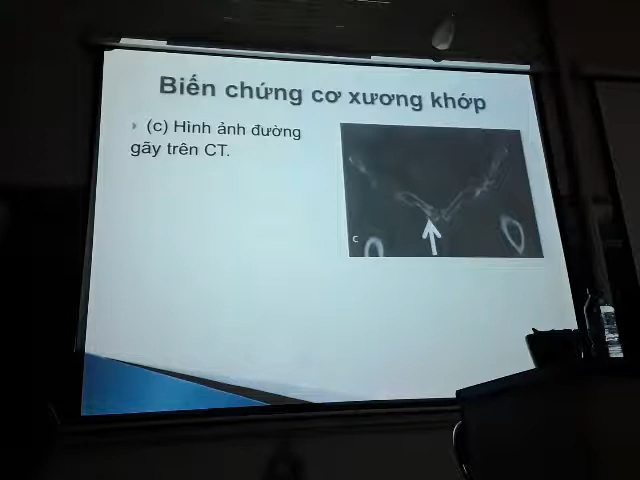 Biến chứng cơ xương khớp
(c) Hình ảnh đường
gãy trên CT.
C